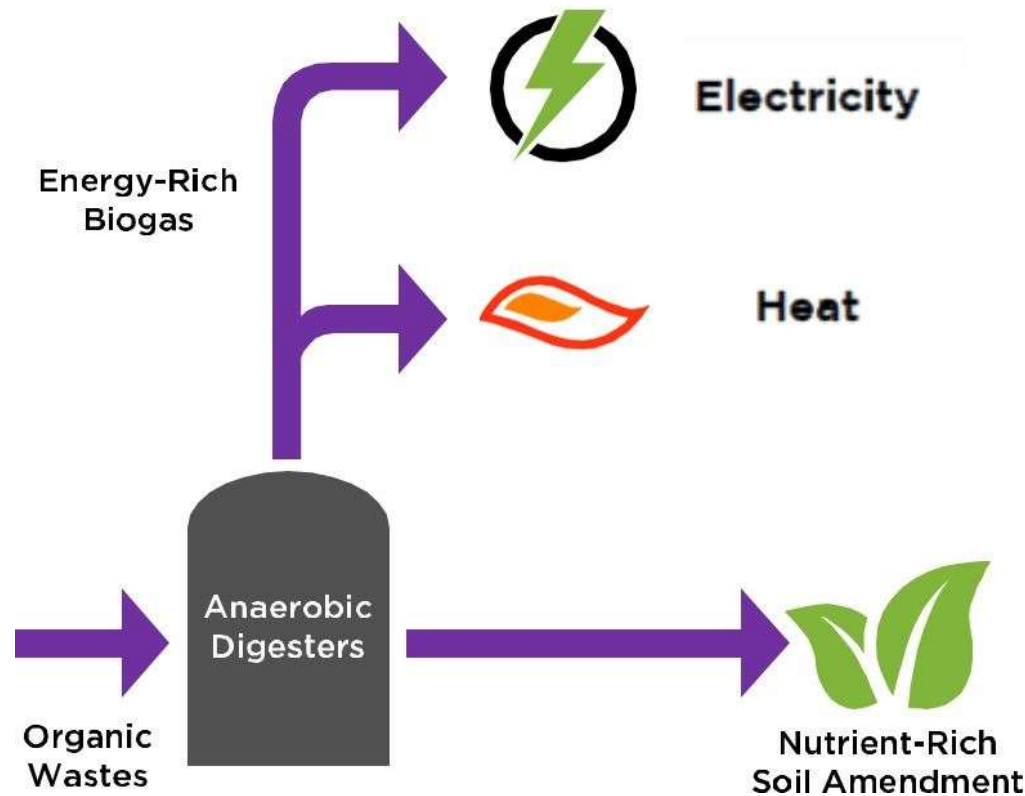 Electricity
Energy-Rich
Biogas
Heat
Anaerobic
Digesters
Organic
Wastes
Nutrient-Rich
Soil Amendment